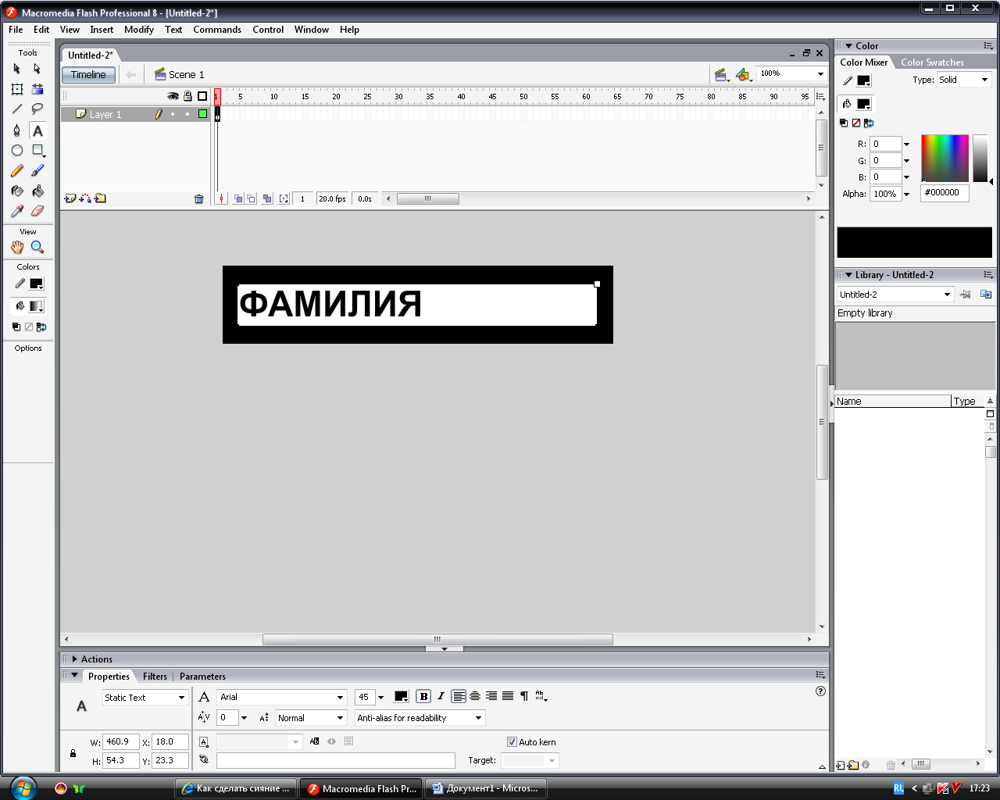 Macromedia Flash Professional 8 - [Untitled-2*]
File Edit View Insert Modify Text Commands Control Window Help
Tools
View
Colors
Options
Untitled-2*
Timeline Scene 1 100%
1 5 10 15 20 25 30 35 40 45 50 55 60 65 70 75 80 85 90 95
Layer 1
1 20.0 fps 0.0s
ФАМИЛИЯ
Color
Color Mixer Color Swatches
Type: Solid
R: 0
G: 0
B: 0
Alpha: 100% #000000
Library - Untitled-2
Untitled-2
Empty library
Name Type
Actions
Properties Filters Parameters
A Static Text A Arial 45 B I
A/V 0 Normal Anti-alias for readability
W: 460.9 X: 18.0 Auto kern
H: 54.3 Y: 23.3 Target:
Как сделать сияние ... Macromedia Flash Pr... Документ1 - Micros... RL 17:23